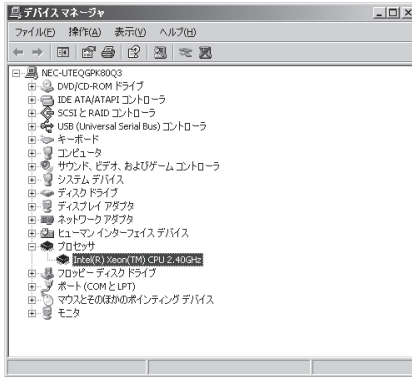 デバイス マネージャ
ファイル(F) 操作(A) 表示(V) ヘルプ(H)
NEC-UTEQGPK80Q3
DVD/CD-ROM ドライブ
IDE ATA/ATAPI コントローラ
SCSI と RAID コントローラ
USB (Universal Serial Bus) コントローラ
キーボード
コンピュータ
サウンド、ビデオ、およびゲーム コントローラ
システム デバイス
ディスク ドライブ
ディスプレイ アダプタ
ネットワーク アダプタ
ヒューマン インターフェイス デバイス
プロセッサ
Intel(R) Xeon(TM) CPU 2.40GHz
フロッピー ディスク ドライブ
ポート (COM と LPT)
マウスとそのほかのポインティング デバイス
モニタ